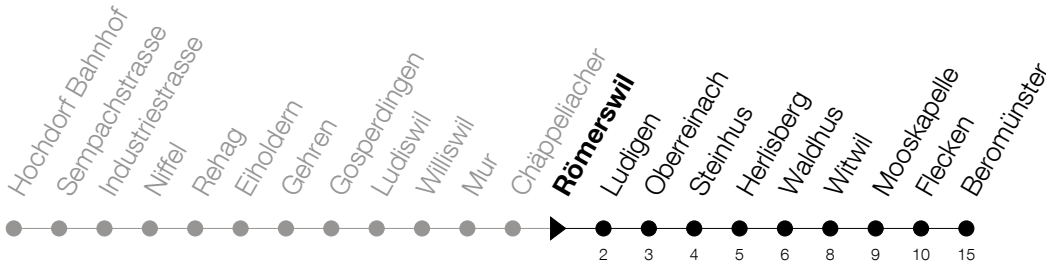 Hochdorf Bahnhof
Sempachstrasse
Industriestrasse
Niffel
Rehag
Eiholdern
Gehren
Gosperdingen
Ludiswil
Williswil
Mur
Chäppeliacher
Römerswil
Ludigen
Oberreinach
Steinhus
Herlisberg
Waldhus
Witwil
Mooskapelle
Flecken
Beromünster
2 3 4 5 6 8 9 10 15